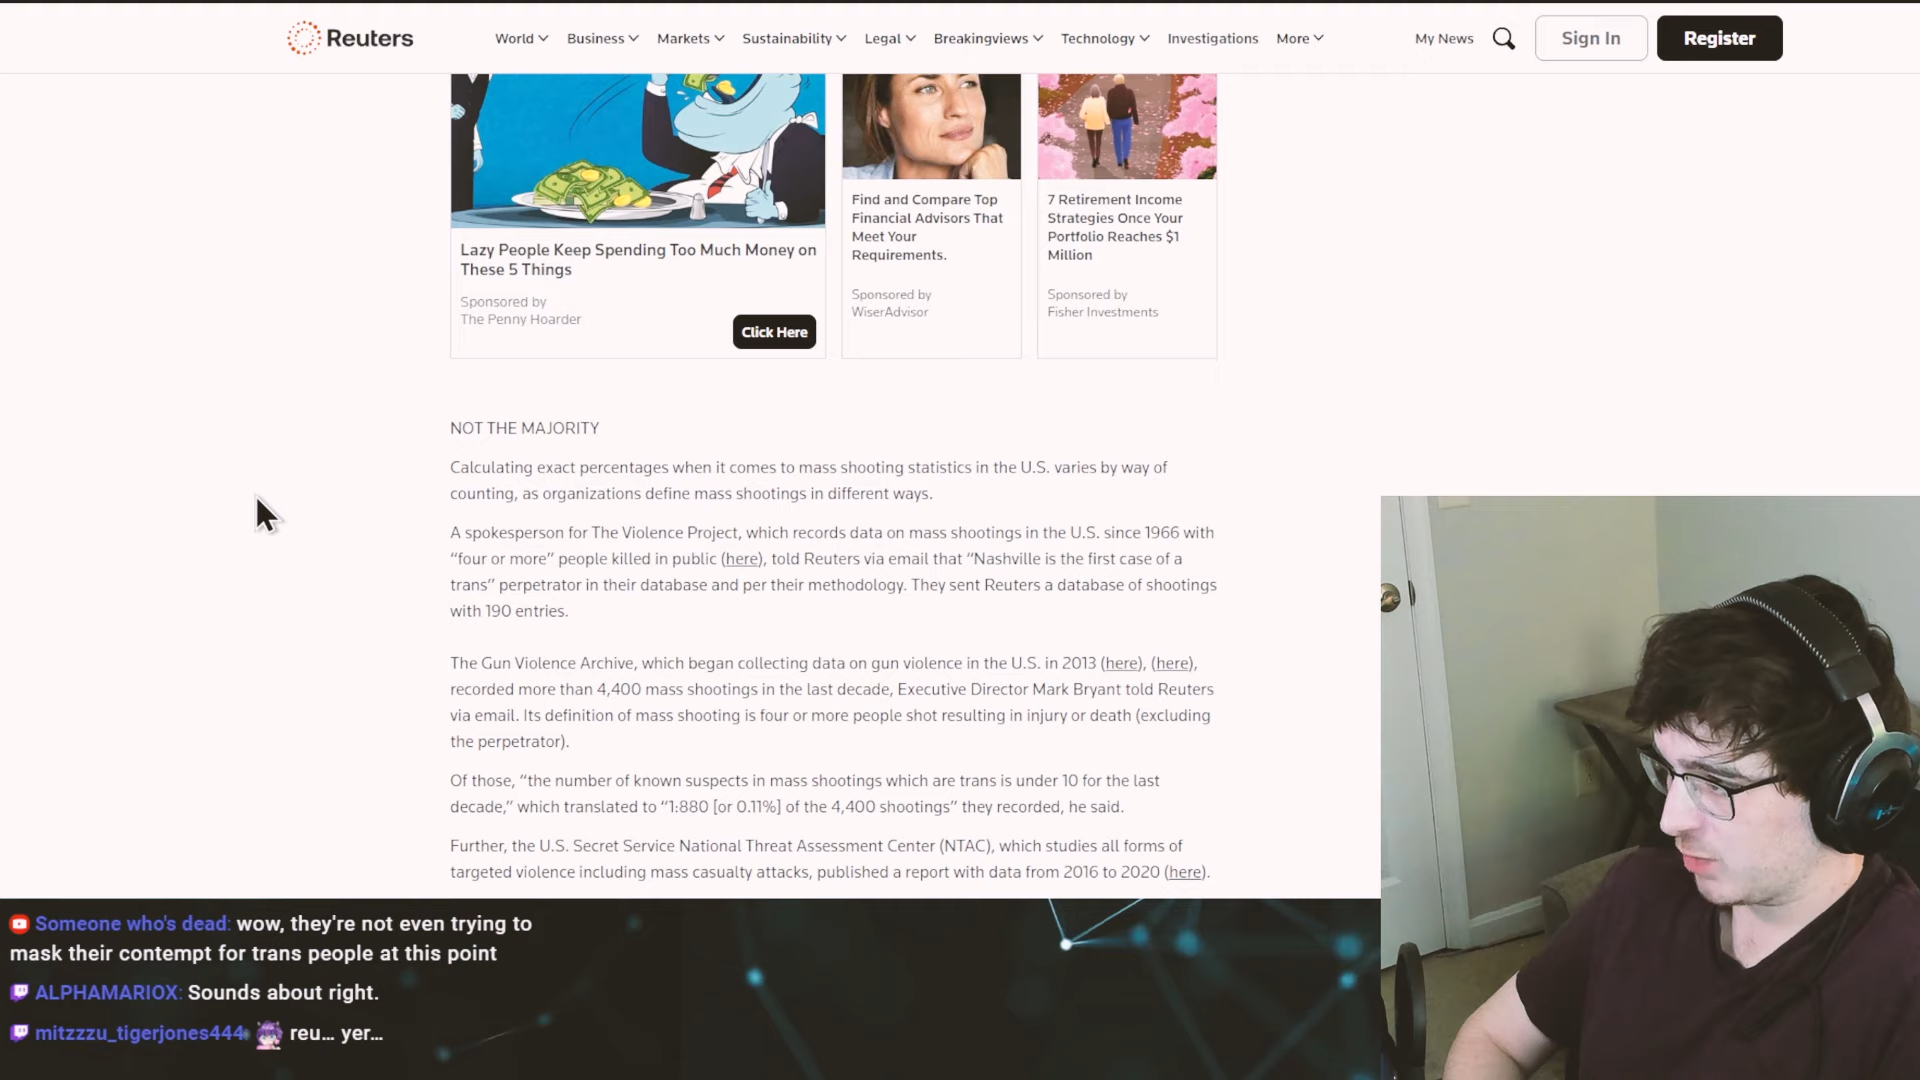 Reuters
World Business Markets Sustainability Legal Breakingviews Technology Investigations More My News Sign In Register
Lazy People Keep Spending Too Much Money on
These 5 Things
Sponsored by
The Penny Hoarder
Click Here
Find and Compare Top
Financial Advisors That
Meet Your
Requirements.
Sponsored by
WiserAdvisor
7 Retirement Income
Strategies Once Your
Portfolio Reaches $1
Million
Sponsored by
Fisher Investments
NOT THE MAJORITY
Calculating exact percentages when it comes to mass shooting statistics in the U.S. varies by way of
counting, as organizations define mass shootings in different ways.
A spokesperson for The Violence Project, which records data on mass shootings in the U.S. since 1966 with
“four or more” people killed in public (here), told Reuters via email that “Nashville is the first case of a
trans” perpetrator in their database and per their methodology. They sent Reuters a database of shootings
with 190 entries.
The Gun Violence Archive, which began collecting data on gun violence in the U.S. in 2013 (here), (here),
recorded more than 4,400 mass shootings in the last decade, Executive Director Mark Bryant told Reuters
via email. Its definition of mass shooting is four or more people shot resulting in injury or death (excluding
the perpetrator).
Of those, “the number of known suspects in mass shootings which are trans is under 10 for the last
decade,” which translated to “1:880 [or 0.11%] of the 4,400 shootings” they recorded, he said.
Further, the U.S. Secret Service National Threat Assessment Center (NTAC), which studies all forms of
targeted violence including mass casualty attacks, published a report with data from 2016 to 2020 (here).
Someone who's dead: wow, they're not even trying to
mask their contempt for trans people at this point
ALPHAMARIOX: Sounds about right.
mitzzzu_tigerjones444: reu... yer...